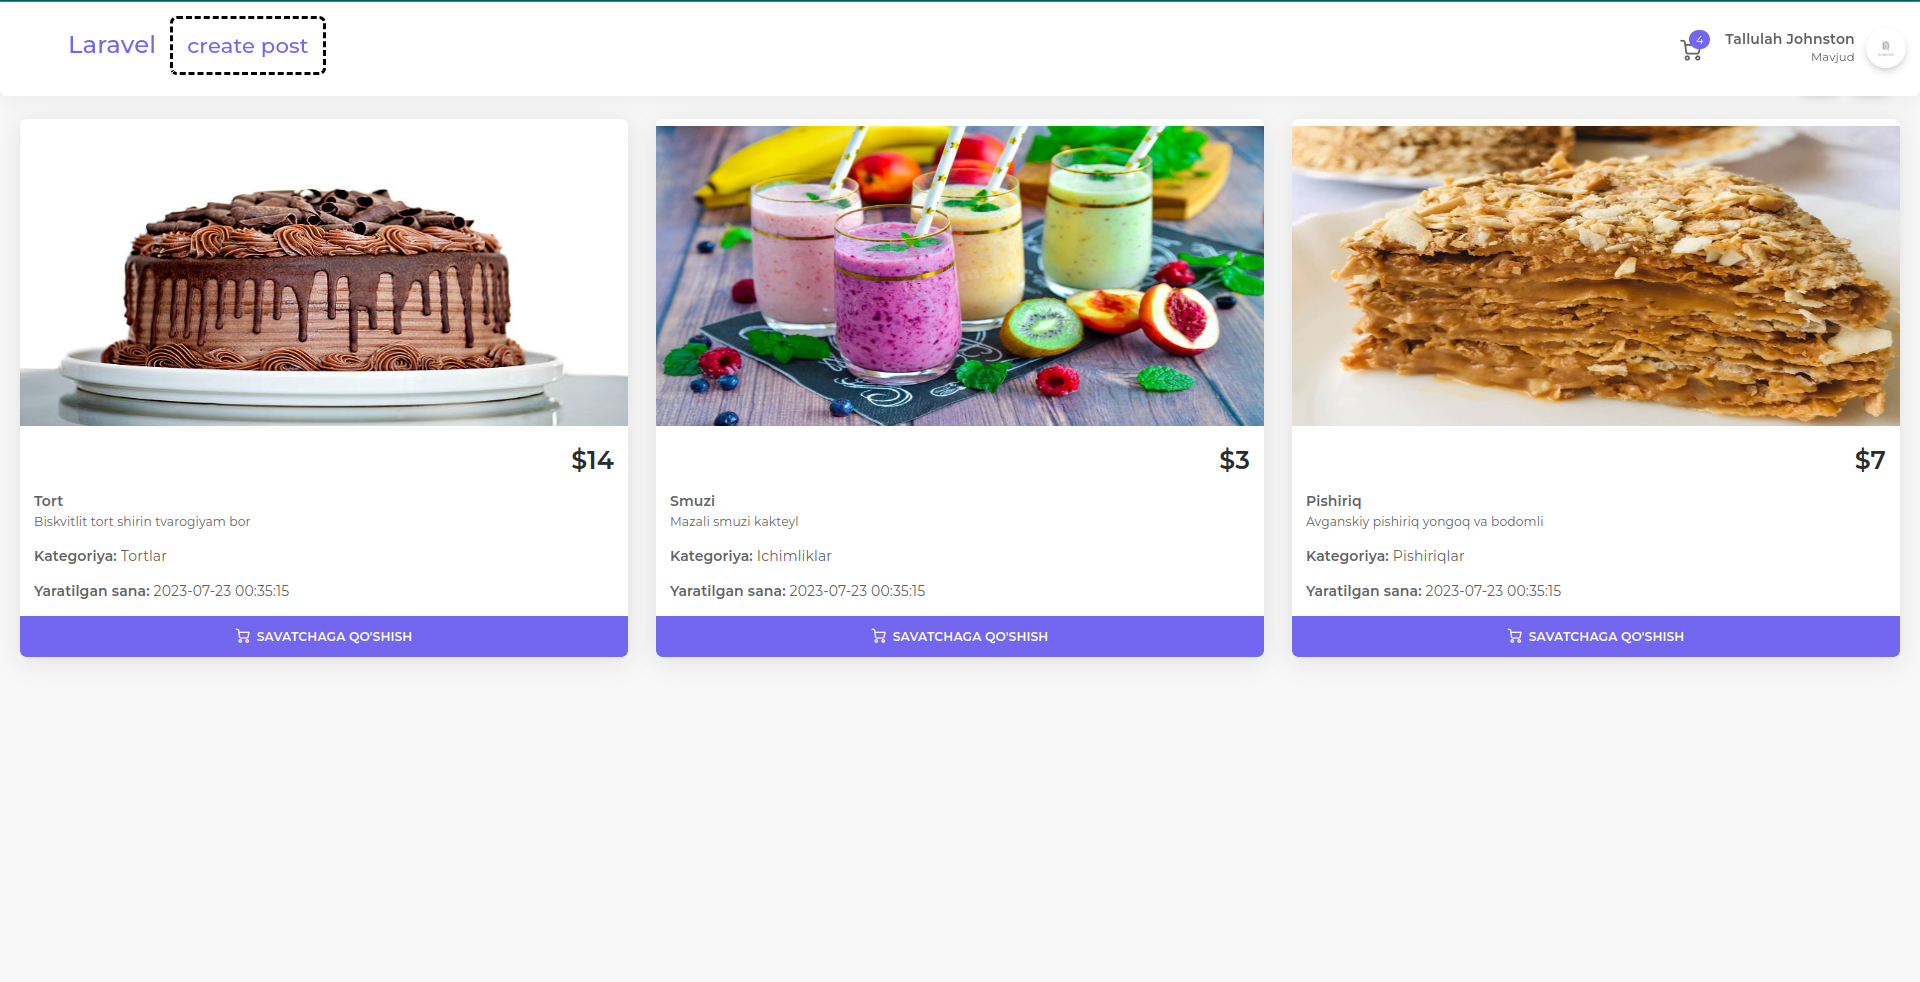 Laravel
create post
4
Tallulah Johnston
Mavjud
$14
Tort
Biskvitlit tort shirin tvarogiyam bor
Kategoriya: Tortlar
Yaratilgan sana: 2023-07-23 00:35:15
SAVATCHAGA QO'SHISH
$3
Smuzi
Mazali smuzi kakteyl
Kategoriya: Ichimliklar
Yaratilgan sana: 2023-07-23 00:35:15
SAVATCHAGA QO'SHISH
$7
Pishiriq
Avganskiy pishiriq yongoq va bodomli
Kategoriya: Pishiriqlar
Yaratilgan sana: 2023-07-23 00:35:15
SAVATCHAGA QO'SHISH